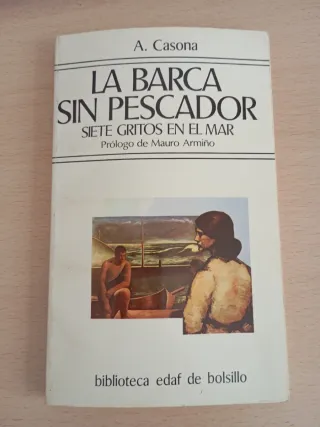 A. Casona
LA BARCA
SIN PESCADOR
SIETE GRITOS EN EL MAR
Prólogo de Mauro Armiño
biblioteca edaf de bolsillo